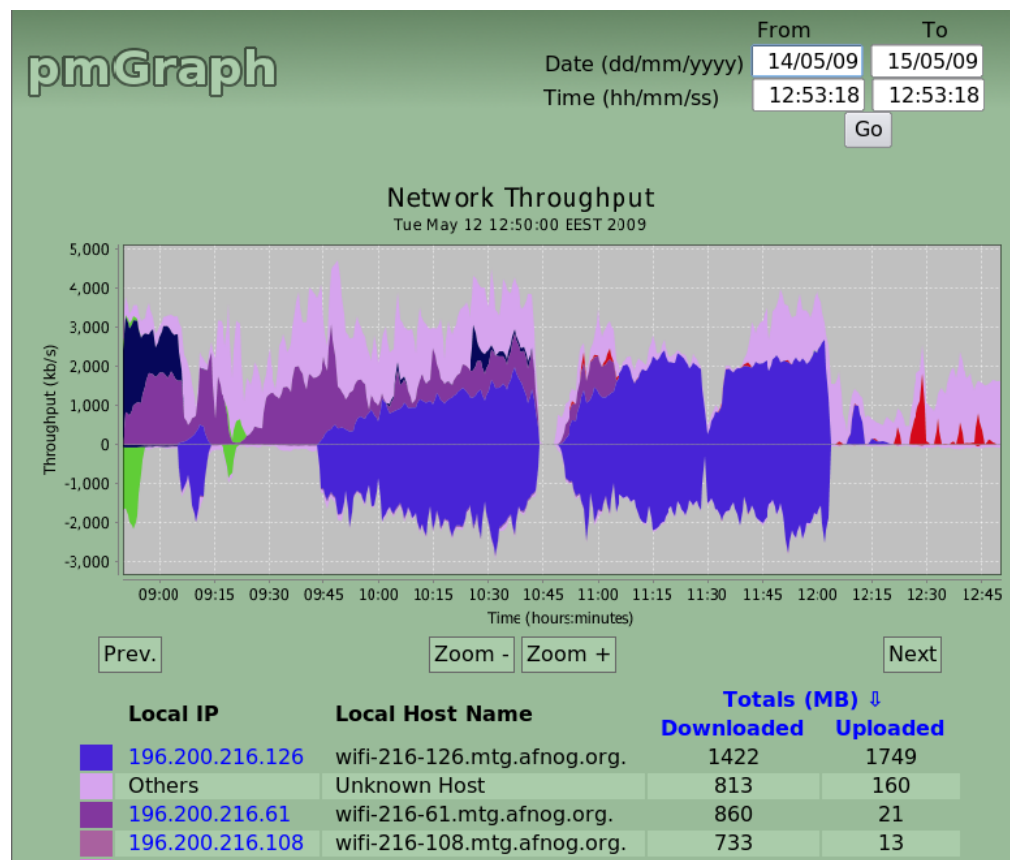 From To
pmGraph
Date (dd/mm/yyyy) 14/05/09 15/05/09
Time (hh/mm/ss) 12:53:18 12:53:18
Go
Network Throughput
Tue May 12 12:50:00 EEST 2009
Throughput (kb/s)
5,000
4,000
3,000
2,000
1,000
0
-1,000
-2,000
-3,000
09:00 09:15 09:30 09:45 10:00 10:15 10:30 10:45 11:00 11:15 11:30 11:45 12:00 12:15 12:30 12:45
Time (hours:minutes)
Prev. Zoom - Zoom + Next
Totals (MB) ⇩
Local IP Local Host Name Downloaded Uploaded
196.200.216.126 wifi-216-126.mtg.afnog.org. 1422 1749
Others Unknown Host 813 160
196.200.216.61 wifi-216-61.mtg.afnog.org. 860 21
196.200.216.108 wifi-216-108.mtg.afnog.org. 733 13